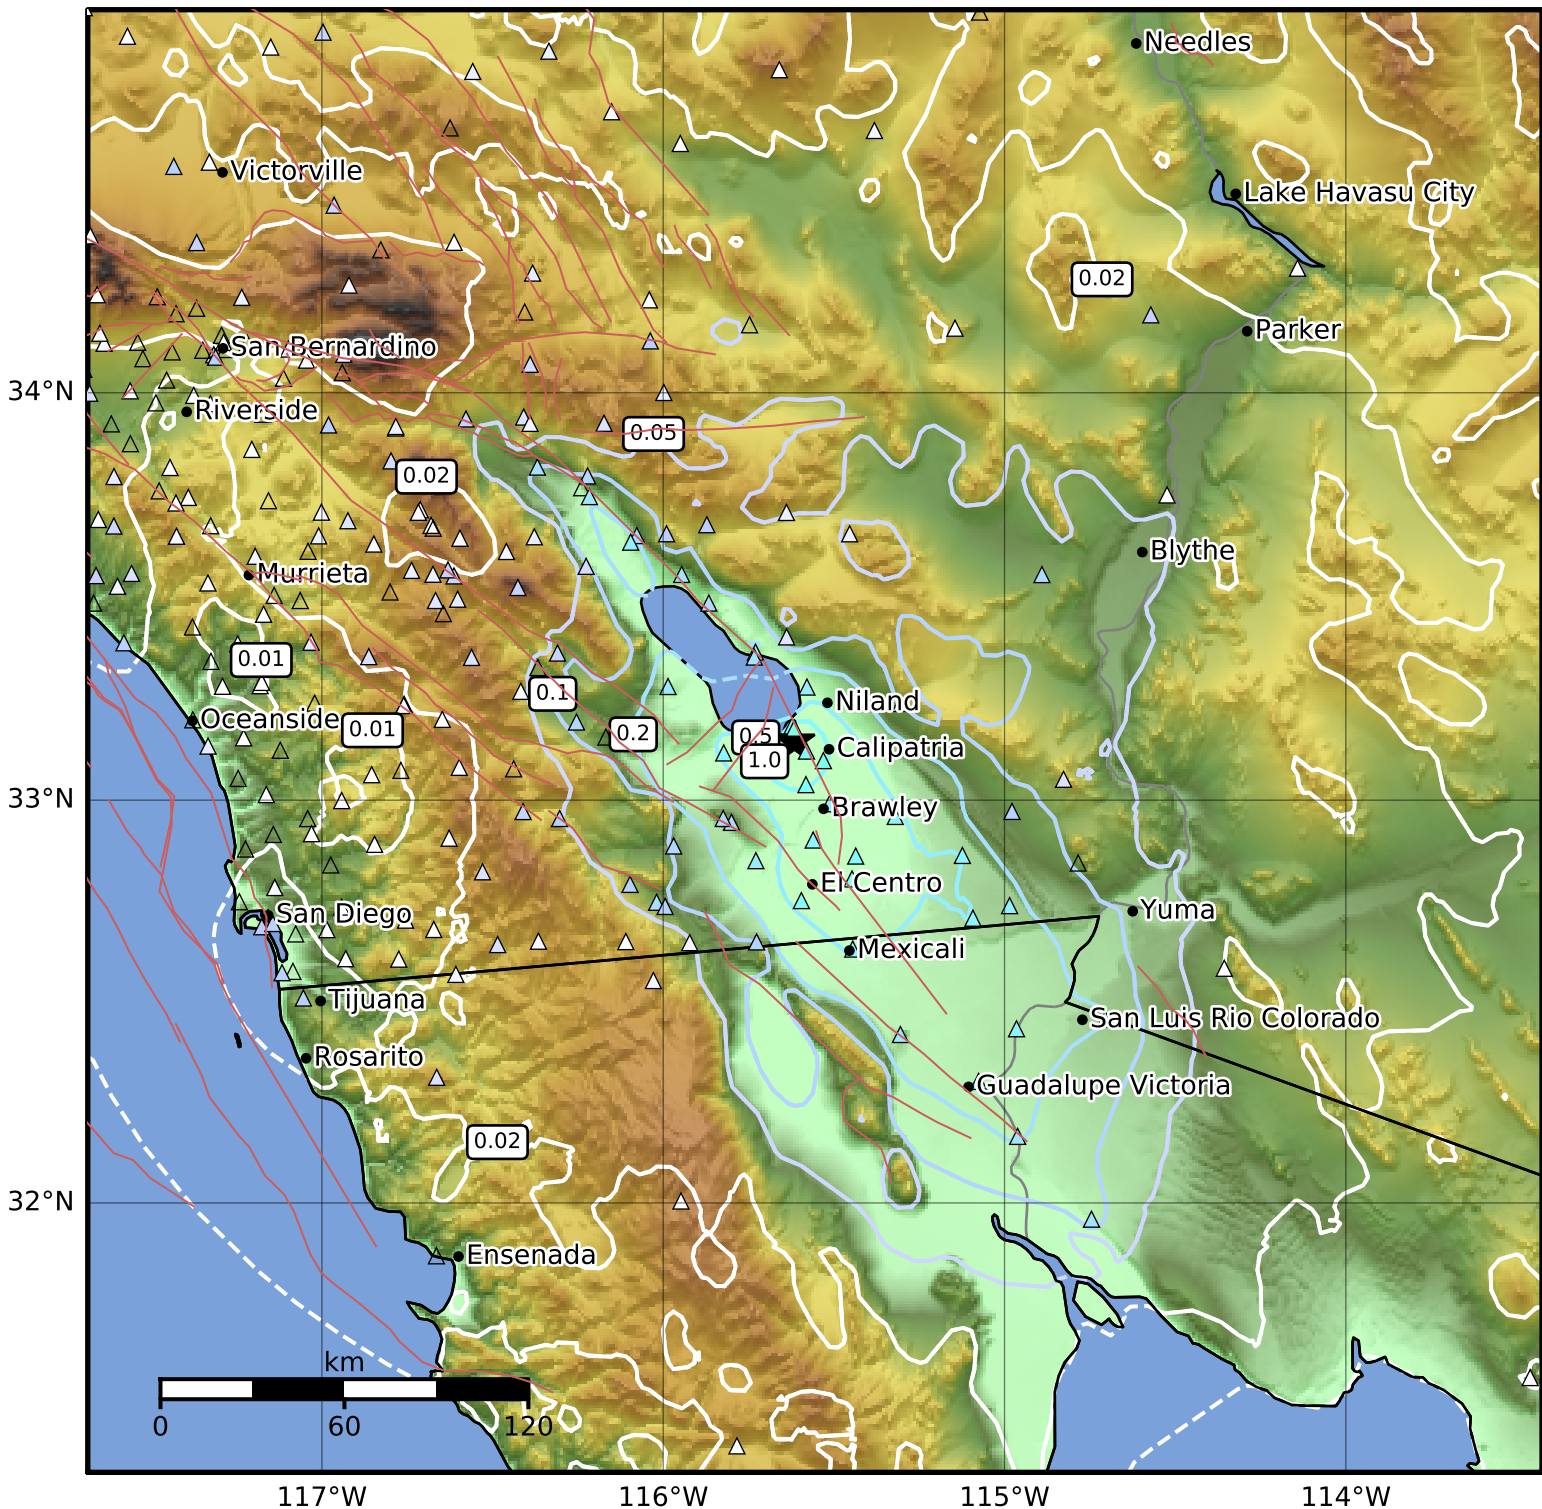 Needles
Victorville
Lake Havasu City
0.02
Parker
San Bernardino
34°N
Riverside
0.05
0.02
Blythe
Murrieta
0.01
0.1
Niland
Oceanside
0.01
0.2
0.5
Calipatria
1.0
33°N
Brawley
El Centro
San Diego
Yuma
Mexicali
Tijuana
San Luis Rio Colorado
Rosarito
Guadalupe Victoria
0.02
32°N
Ensenada
km
0 60 120
117°W 116°W 115°W 114°W